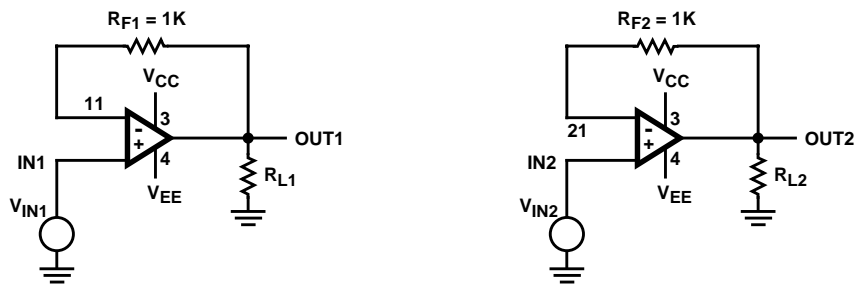 RF1 = 1K
VCC
11
3
-
+
4
OUT1
IN1
RL1
VEE
VIN1
RF2 = 1K
VCC
21
3
-
+
4
OUT2
IN2
RL2
VEE
VIN2